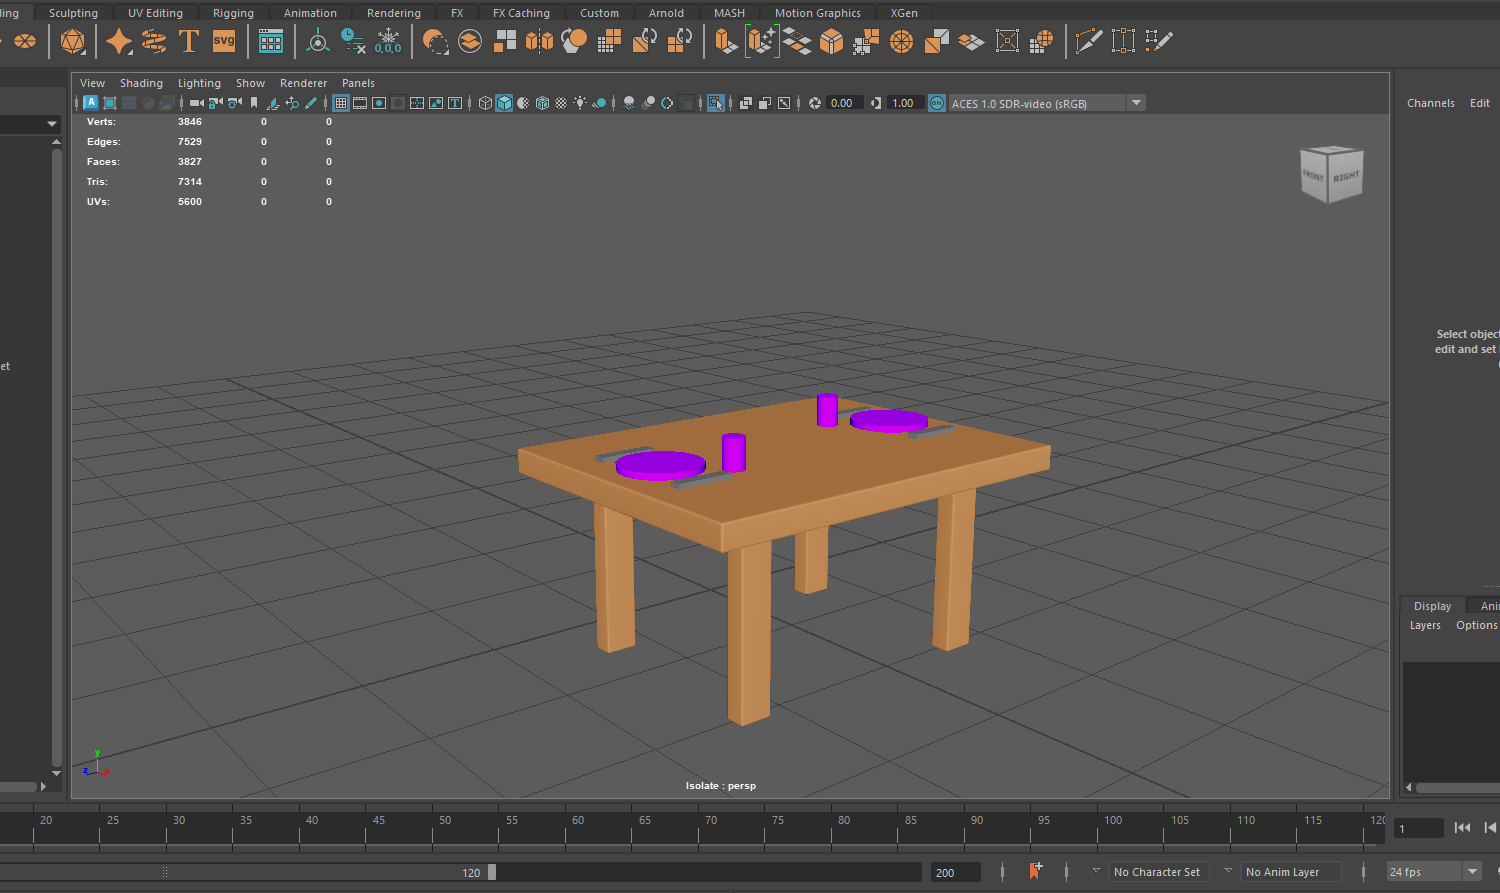 ling Sculpting UV Editing Rigging Animation Rendering FX FX Caching Custom Arnold MASH Motion Graphics XGen
SVG 0,0,0
View Shading Lighting Show Renderer Panels
A T 0.00 1.00 ON ACES 1.0 SDR-video (sRGB)
Channels Edit
Verts: 3846 0 0
Edges: 7529 0 0
Faces: 3827 0 0
Tris: 7314 0 0
UVs: 5600 0 0
FRONT RIGHT
Select object
edit and set
et
Display Ani
Layers Options
y
z x
Isolate : persp
20 25 30 35 40 45 50 55 60 65 70 75 80 85 90 95 100 105 110 115 120
1
120 200 No Character Set No Anim Layer 24 fps